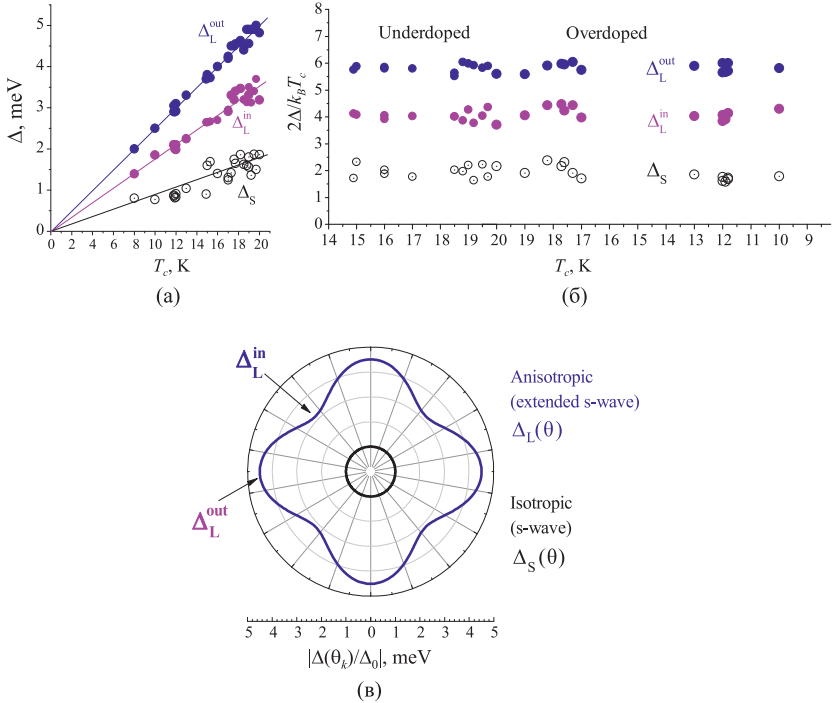 (a)
Δ, meV
5
4
3
2
1
0
Δ_L^out
Δ_L^in
Δ_S
0 2 4 6 8 10 12 14 16 18 20
T_c, K
(а)
2Δ/k_BT_c
8
7
6
5
4
3
2
1
0
Underdoped Overdoped
Δ_L^out
Δ_L^in
Δ_S
14 15 16 17 18 19 20 19 18 17 16 15 14 13 12 11 10 9
T_c, K
(б)
Δ_L^in
Δ_L^out
Anisotropic
(extended s-wave)
Δ_L(θ)
Isotropic
(s-wave)
Δ_S(θ)
5 4 3 2 1 0 1 2 3 4 5
|Δ(θ_k)/Δ_0|, meV
(в)